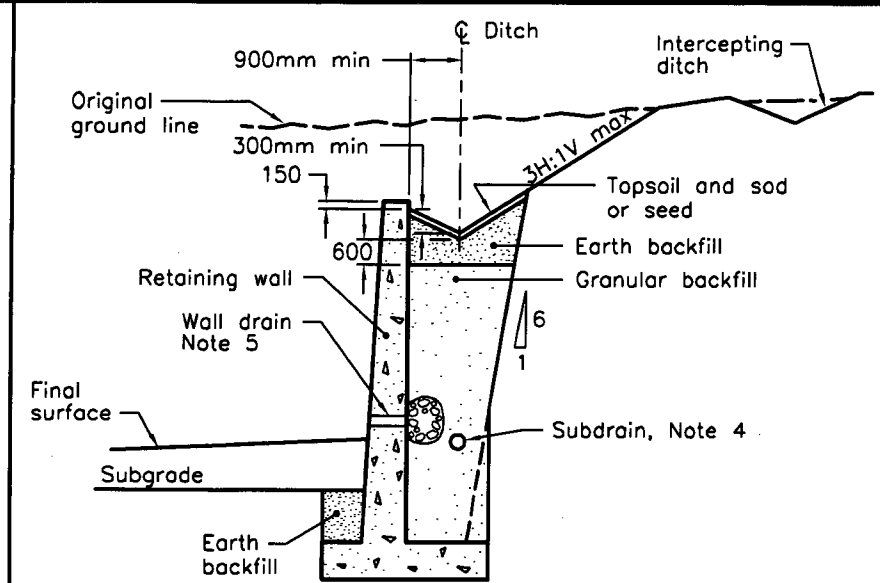 ℄ Ditch
900mm min
Intercepting
ditch
Original
ground line
300mm min
150
3H:1V max
Topsoil and sod
or seed
600
Earth backfill
Retaining wall
Granular backfill
6
1
Wall drain
Note 5
Final
surface
Subdrain, Note 4
Subgrade
Earth
backfill